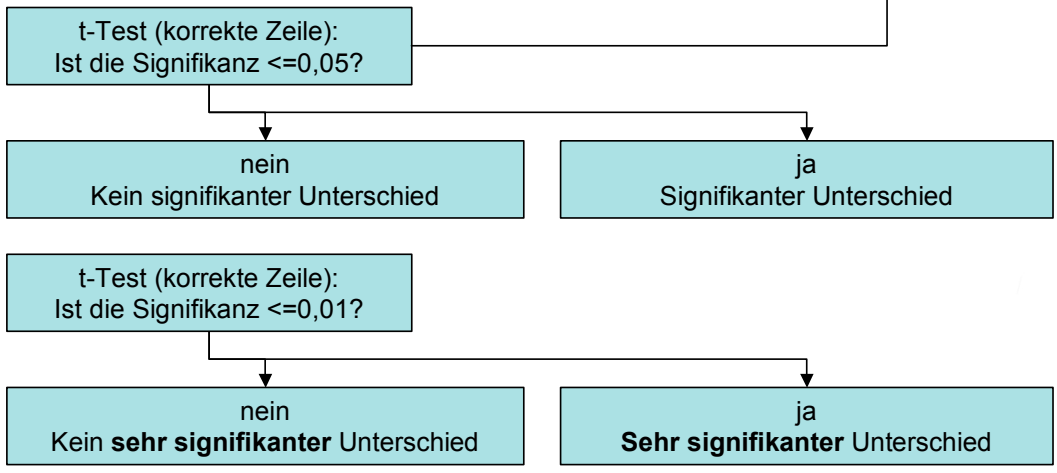 t-Test (korrekte Zeile):
Ist die Signifikanz <=0,05?
nein
Kein signifikanter Unterschied
ja
Signifikanter Unterschied
t-Test (korrekte Zeile):
Ist die Signifikanz <=0,01?
nein
Kein sehr signifikanter Unterschied
ja
Sehr signifikanter Unterschied